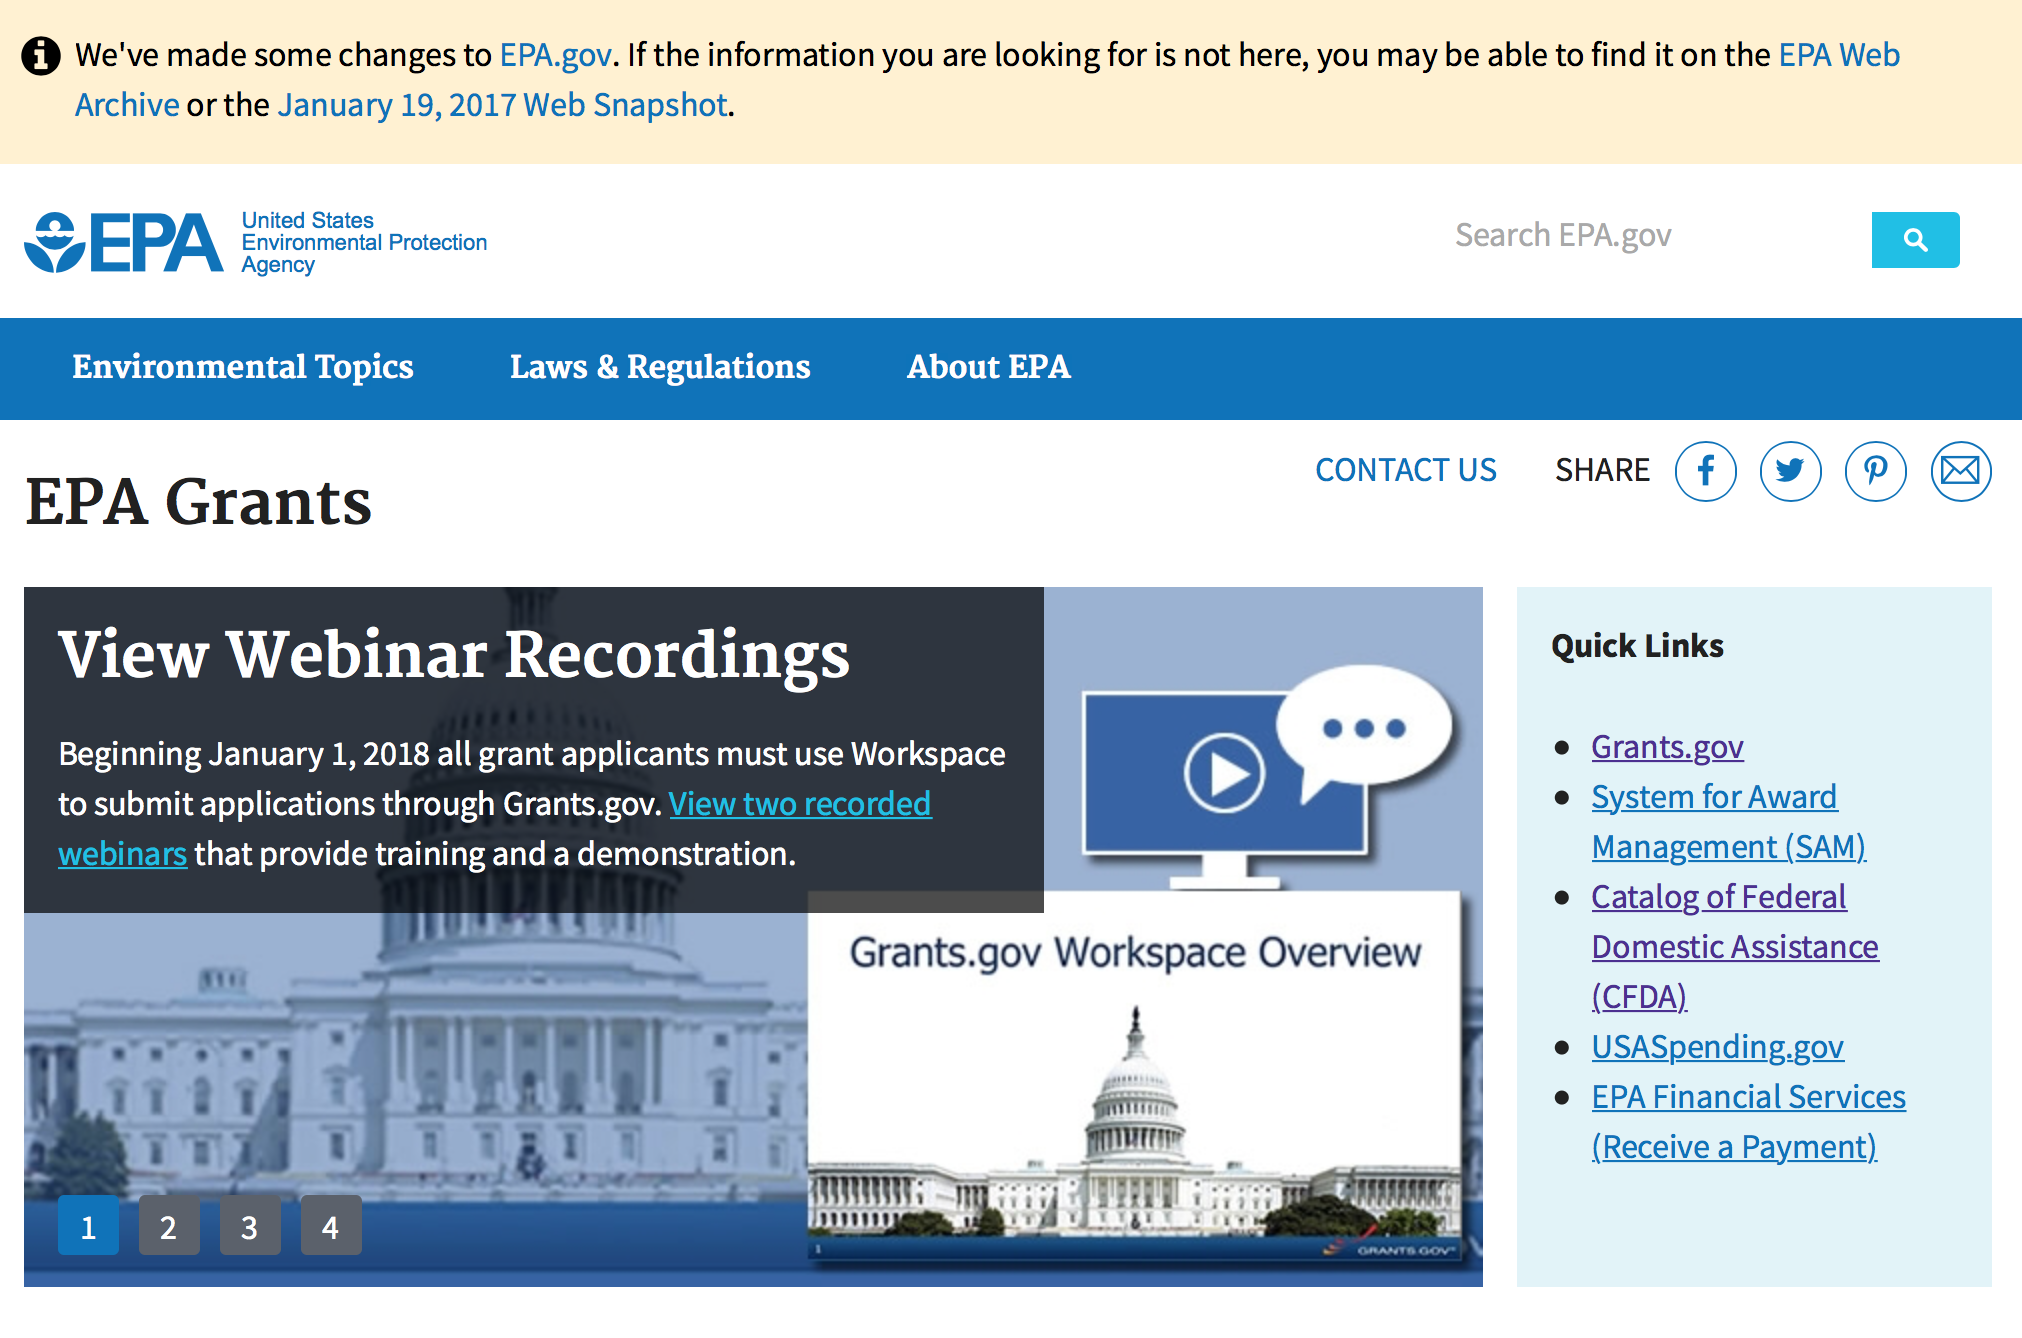 We've made some changes to EPA.gov. If the information you are looking for is not here, you may be able to find it on the EPA Web
Archive or the January 19, 2017 Web Snapshot.
EPA
United States
Environmental Protection
Agency
Search EPA.gov
Environmental Topics
Laws & Regulations
About EPA
CONTACT US
SHARE
EPA Grants
View Webinar Recordings
Beginning January 1, 2018 all grant applicants must use Workspace
to submit applications through Grants.gov. View two recorded
webinars that provide training and a demonstration.
Grants.gov Workspace Overview
1
GRANTS.GOV
1
2
3
4
Quick Links
Grants.gov
System for Award
Management (SAM)
Catalog of Federal
Domestic Assistance
(CFDA)
USASpending.gov
EPA Financial Services
(Receive a Payment)